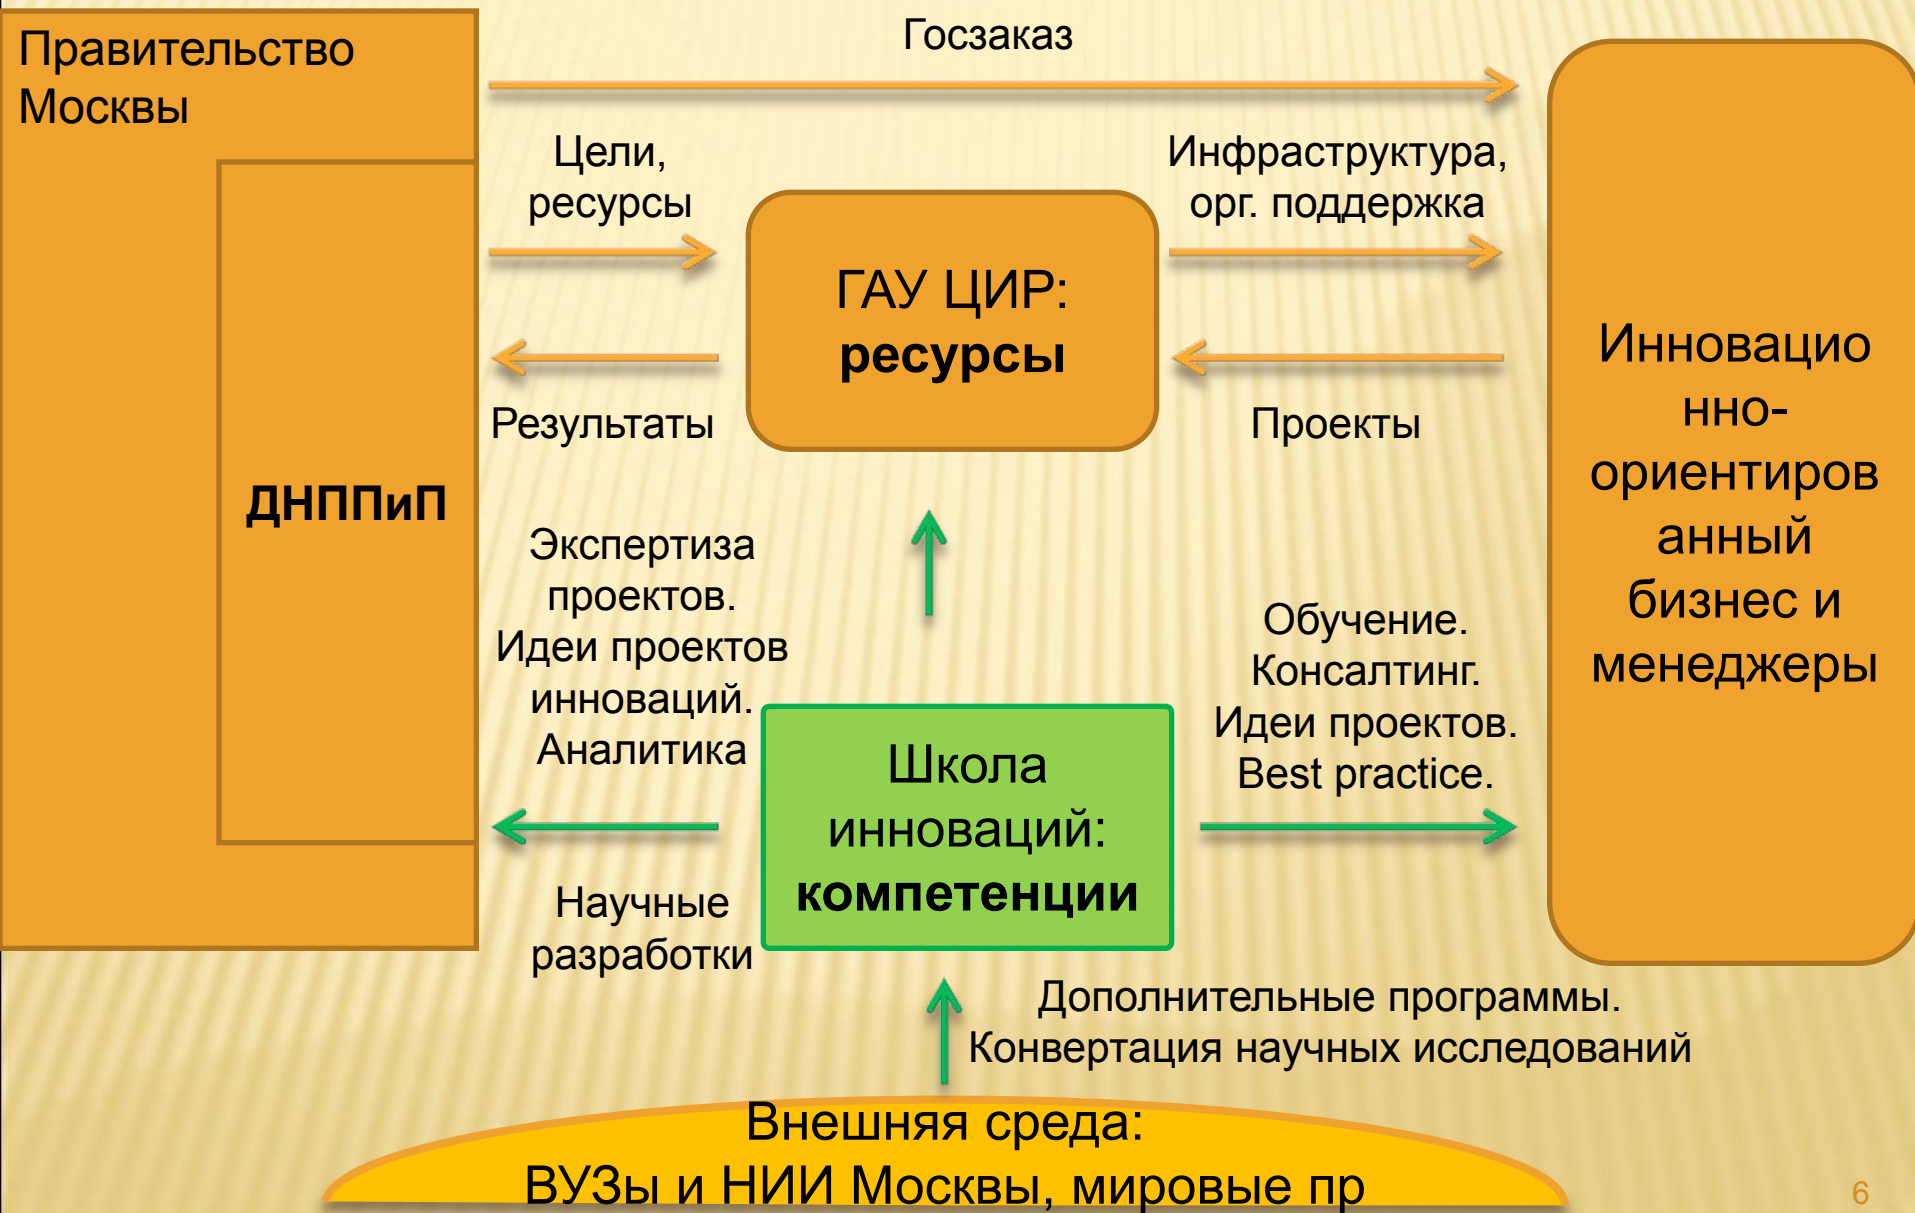 Правительство
Москвы
Госзаказ
Цели,
ресурсы
Инфраструктура,
орг. поддержка
ГАУ ЦИР:
ресурсы
Результаты
Проекты
ДНППиП
Инновацио
нно-
ориентиров
анный
бизнес и
менеджеры
Экспертиза
проектов.
Идеи проектов
инноваций.
Аналитика
Обучение.
Консалтинг.
Идеи проектов.
Best practice.
Школа
инноваций:
компетенции
Научные
разработки
Дополнительные программы.
Конвертация научных исследований
Внешняя среда:
ВУЗы и НИИ Москвы, мировые пр
6